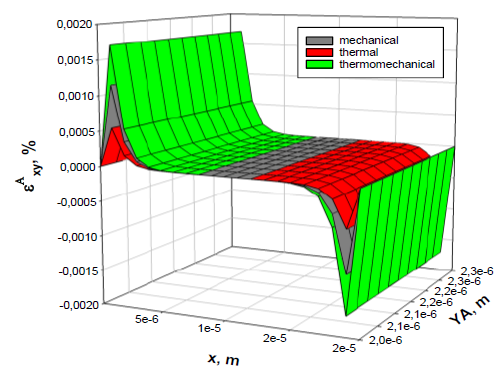 0,0020
0,0015
0,0010
0,0005
0,0000
-0,0005
-0,0010
-0,0015
-0,0020
ε^A_xy, %
mechanical
thermal
thermomechanical
5e-6
1e-5
2e-5
2e-5
x, m
2,3e-6
2,3e-6
2,2e-6
2,2e-6
2,1e-6
2,1e-6
2,0e-6
YA, m